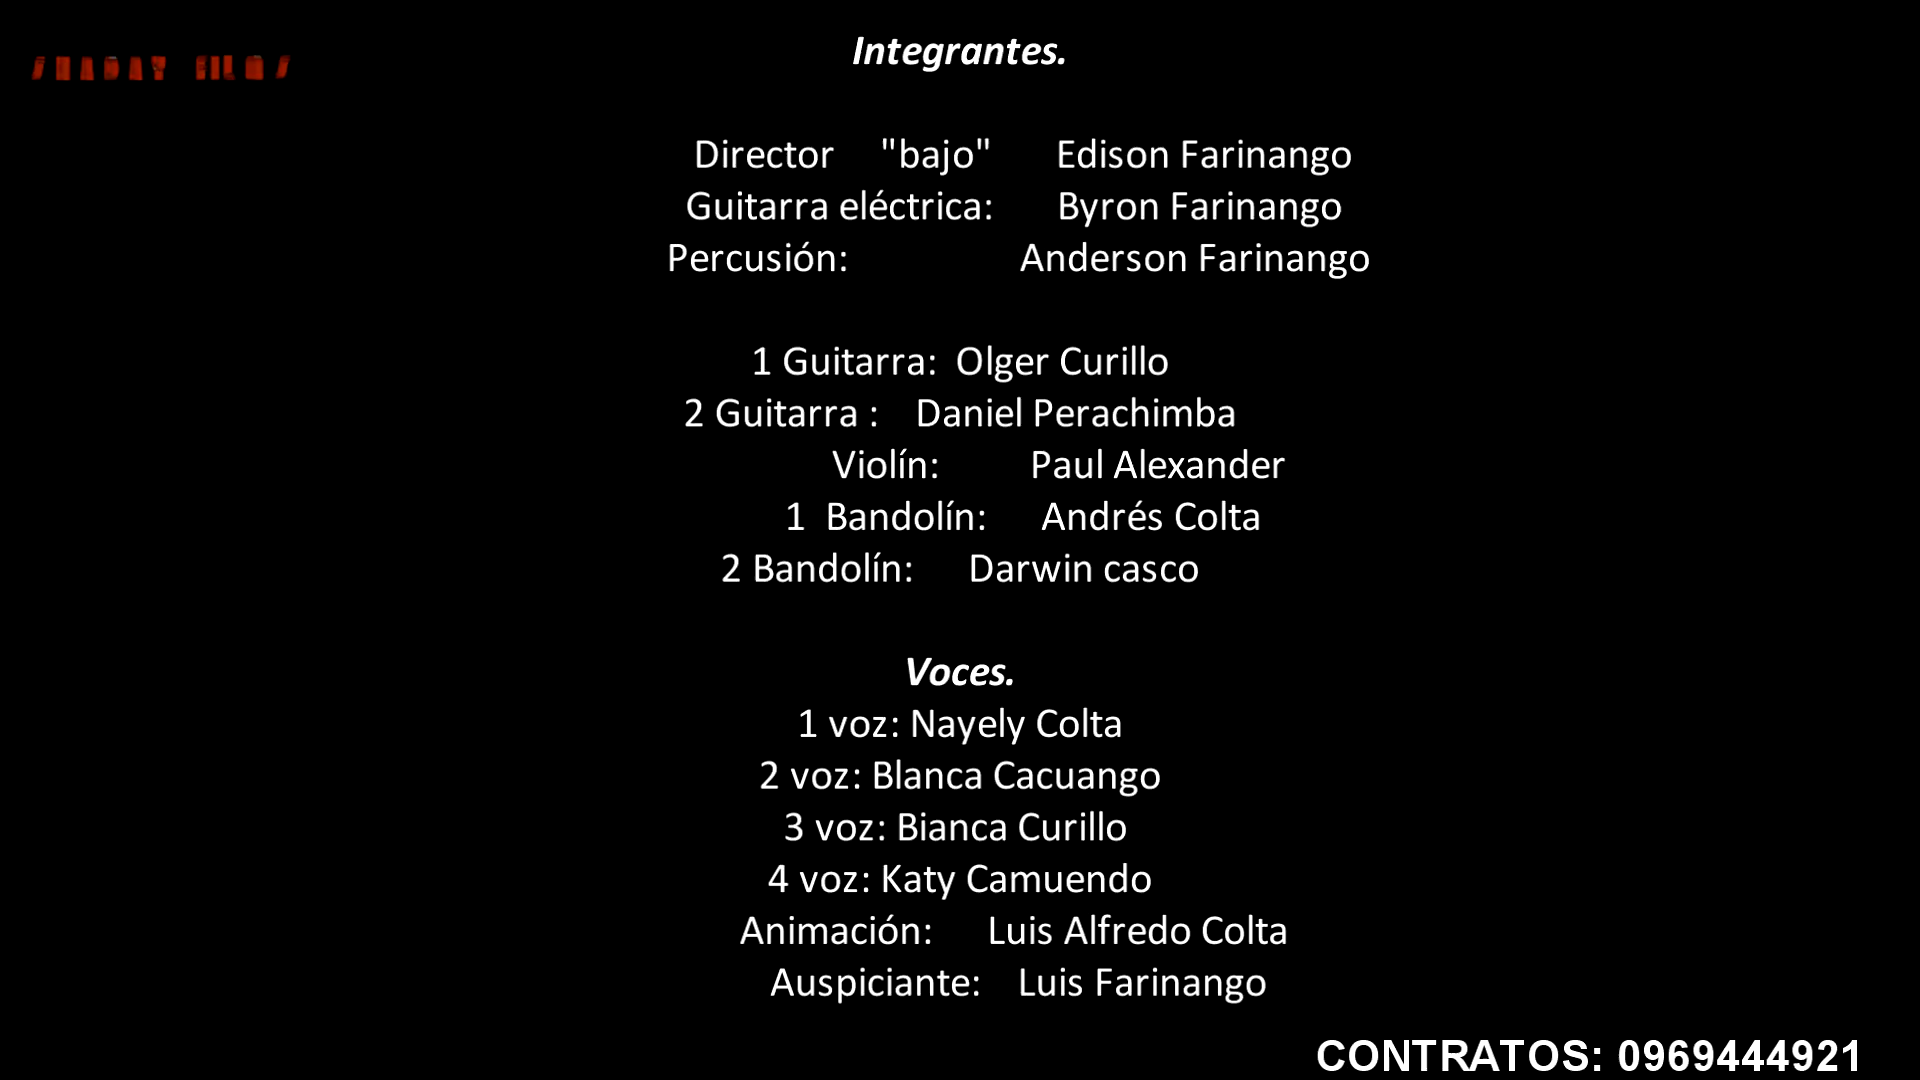 Integrantes.
Director "bajo" Edison Farinango
Guitarra eléctrica: Byron Farinango
Percusión: Anderson Farinango
1 Guitarra: Olger Curillo
2 Guitarra : Daniel Perachimba
Violín: Paul Alexander
1 Bandolín: Andrés Colta
2 Bandolín: Darwin casco
Voces.
1 voz: Nayely Colta
2 voz: Blanca Cacuango
3 voz: Bianca Curillo
4 voz: Katy Camuendo
Animación: Luis Alfredo Colta
Auspiciante: Luis Farinango
CONTRATOS: 0969444921